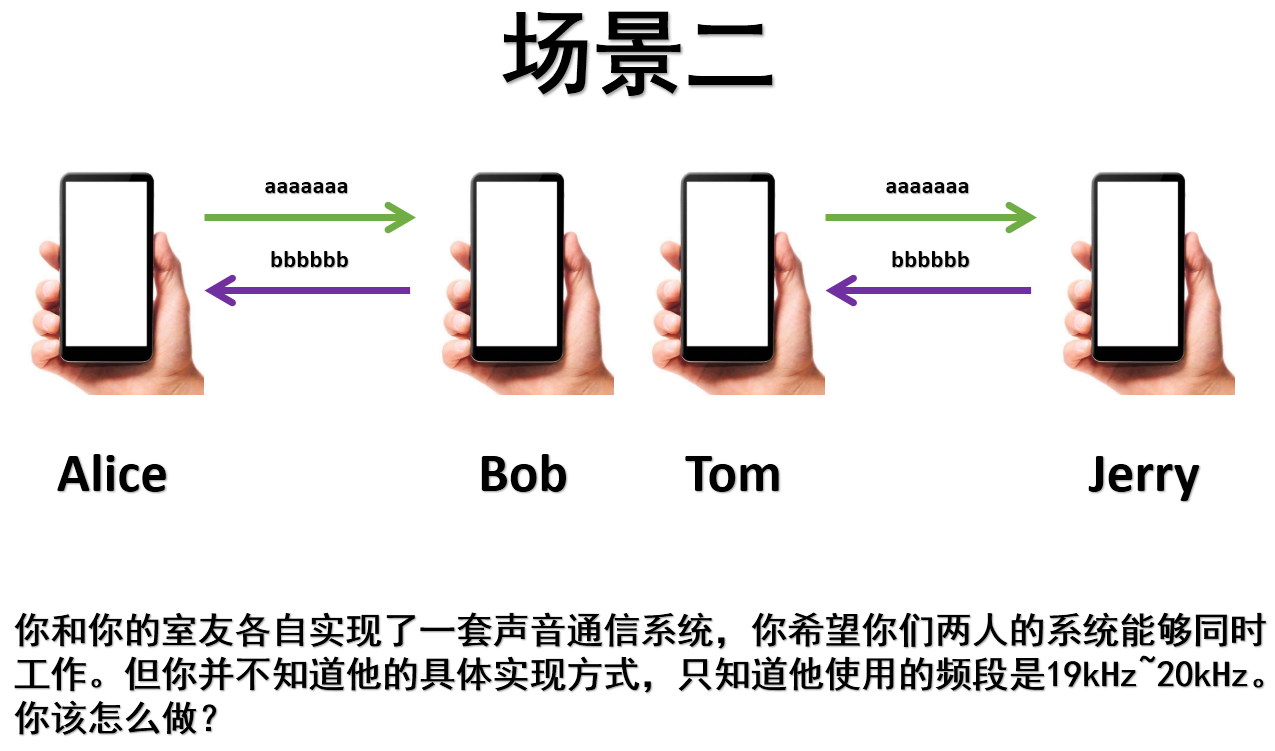 场景二
aaaaaaa
aaaaaaa
bbbbbb
bbbbbb
Alice
Bob
Tom
Jerry
你和你的室友各自实现了一套声音通信系统，你希望你们两人的系统能够同时
工作。但你并不知道他的具体实现方式，只知道他使用的频段是19kHz~20kHz。
你该怎么做？